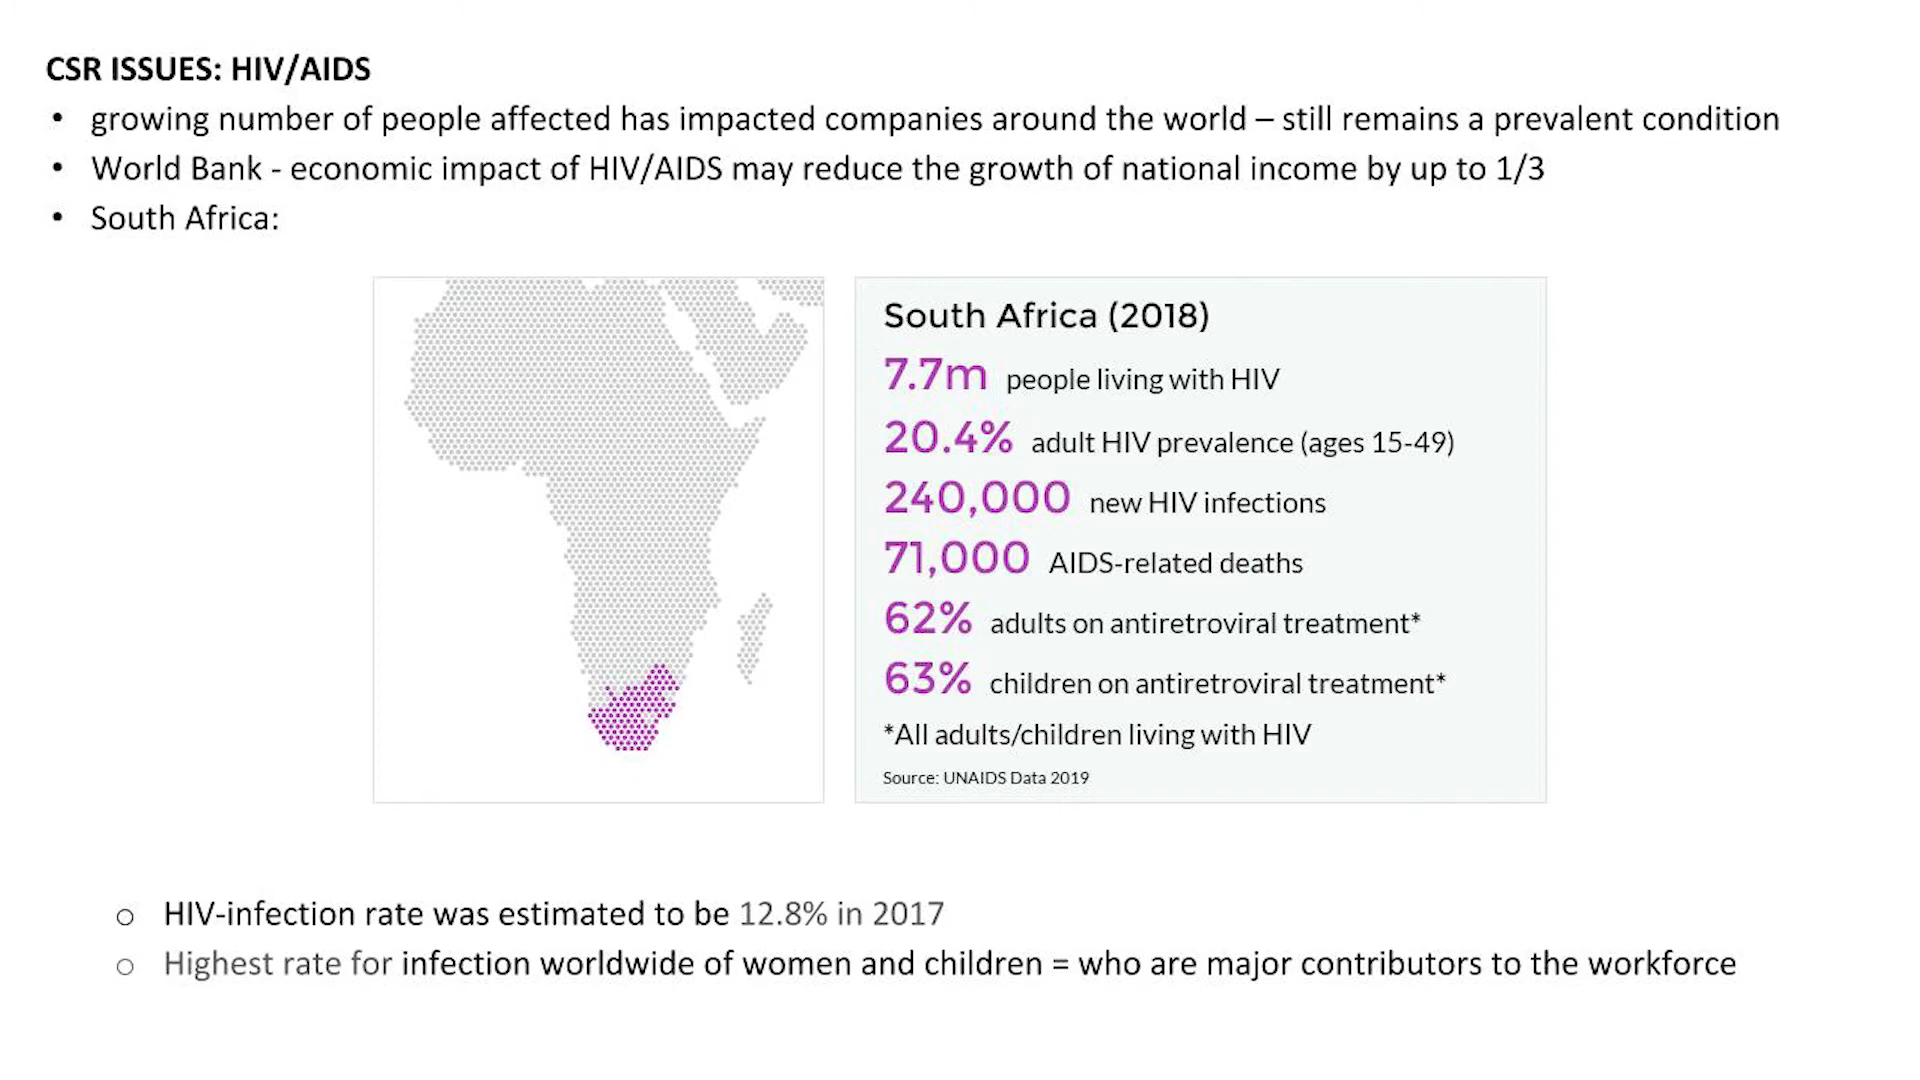 CSR ISSUES: HIV/AIDS
• growing number of people affected has impacted companies around the world – still remains a prevalent condition
• World Bank - economic impact of HIV/AIDS may reduce the growth of national income by up to 1/3
• South Africa:
South Africa (2018)
7.7m people living with HIV
20.4% adult HIV prevalence (ages 15-49)
240,000 new HIV infections
71,000 AIDS-related deaths
62% adults on antiretroviral treatment*
63% children on antiretroviral treatment*
*All adults/children living with HIV
Source: UNAIDS Data 2019
o HIV-infection rate was estimated to be 12.8% in 2017
o Highest rate for infection worldwide of women and children = who are major contributors to the workforce